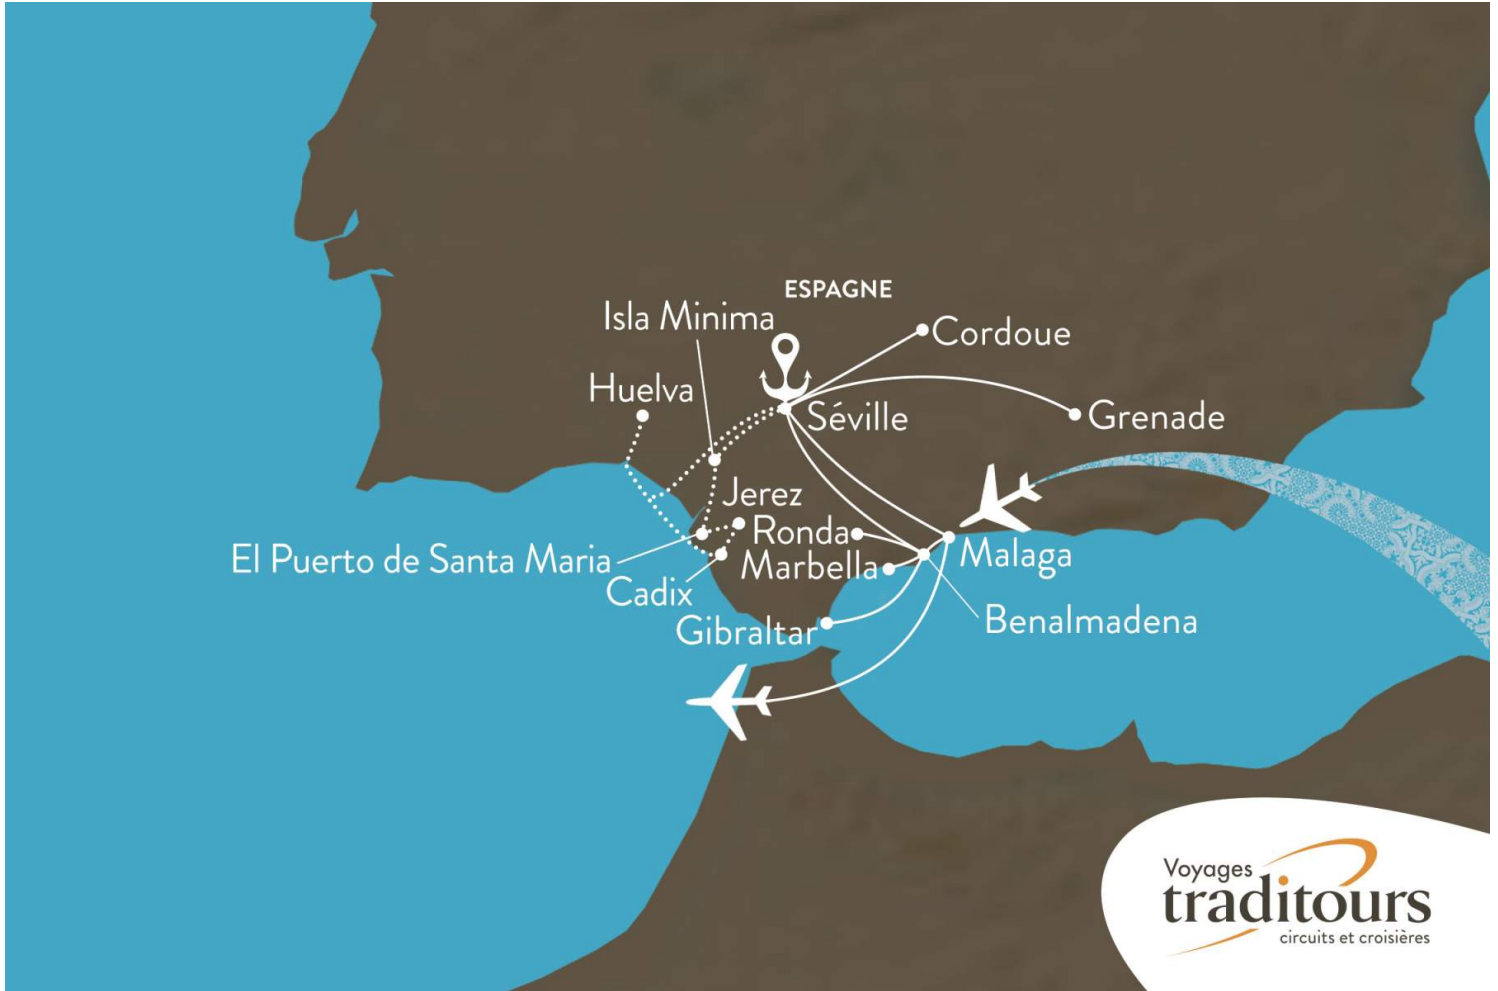 ESPAGNE
Isla Minima
Cordoue
Huelva
Séville
Grenade
Jerez
Ronda
El Puerto de Santa Maria
Marbella
Malaga
Cadix
Gibraltar
Benalmadena
Voyages
traditours
circuits et croisières